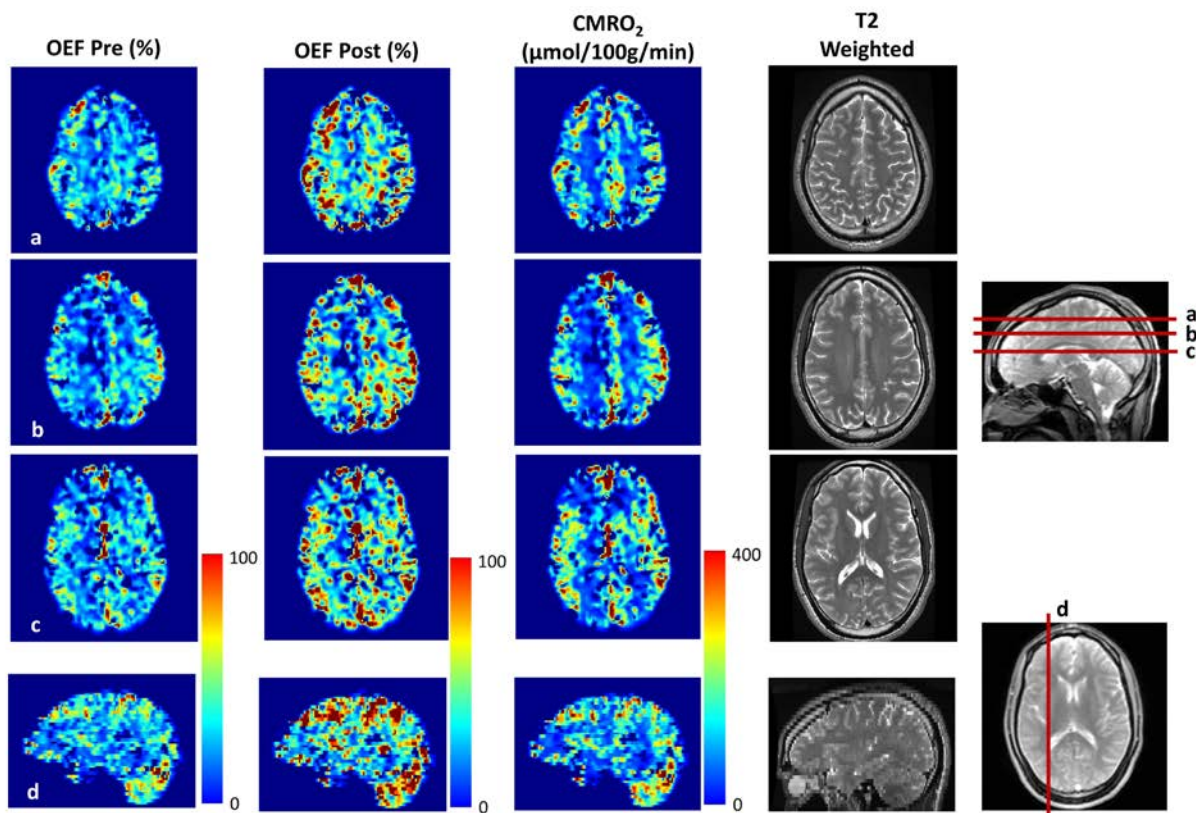 OEF Pre (%)
OEF Post (%)
CMRO₂
(μmol/100g/min)
T2
Weighted
a
b
a
b
c
100
100
400
c
d
d
0
0
0